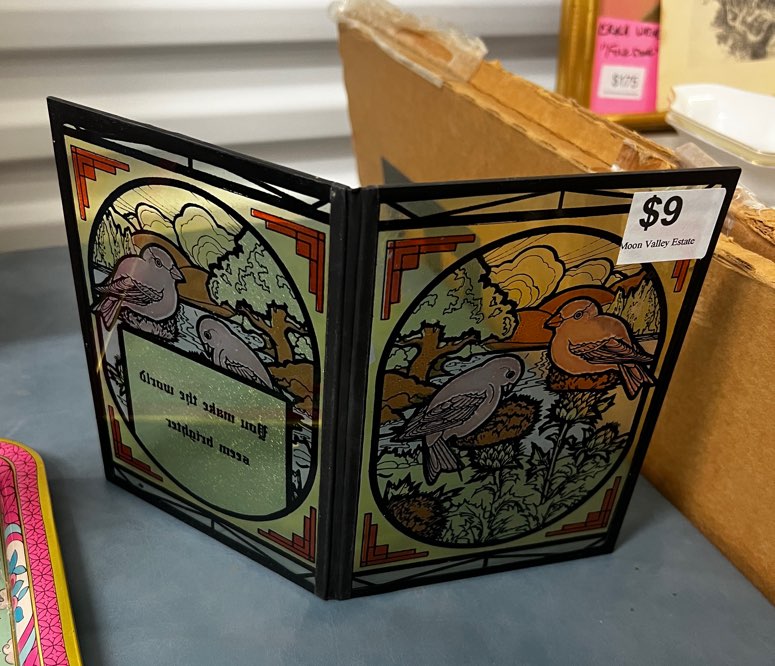 You make the world
seem brighter
$9
Moon Valley Estate
$175